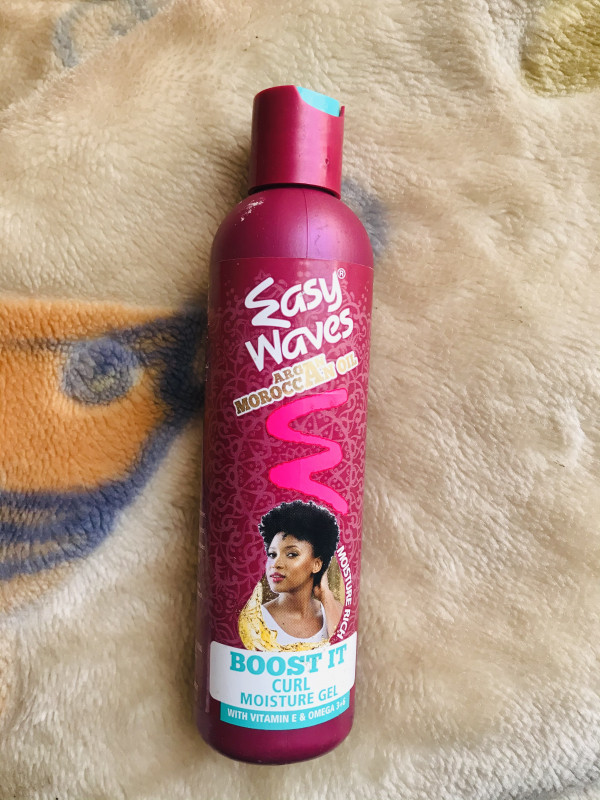 Easy®
Waves
ARGAN OIL
MOROCCAN
MOISTURE RICH
BOOST IT
CURL
MOISTURE GEL
WITH VITAMIN E & OMEGA 3+6